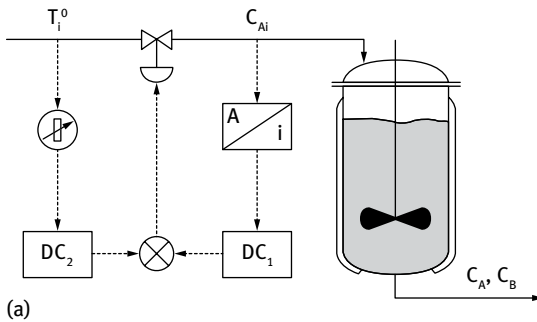 T_i^0
C_Ai
A
i
DC_2
DC_1
C_A, C_B
(a)